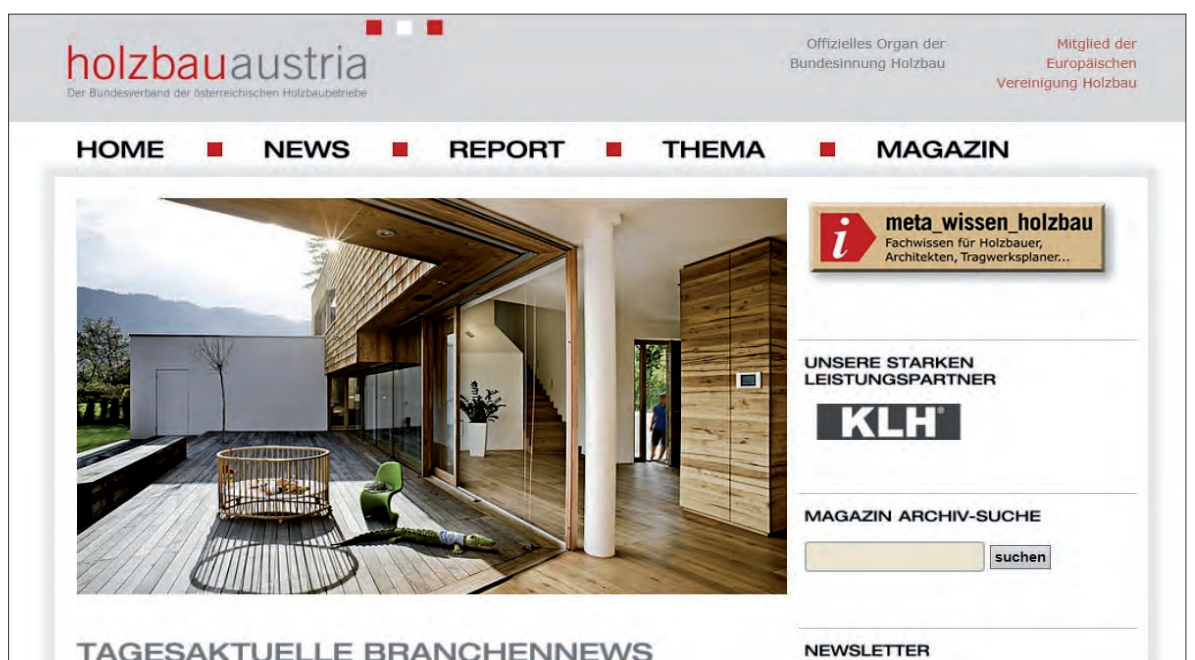 holzbauaustria
Der Bundesverband der österreichischen Holzbaubetriebe
Offizielles Organ der
Bundesinnung Holzbau
Mitglied der
Europäischen
Vereinigung Holzbau
HOME NEWS REPORT THEMA MAGAZIN
i
meta_wissen_holzbau
Fachwissen für Holzbauer,
Architekten, Tragwerksplaner...
UNSERE STARKEN
LEISTUNGSPARTNER
KLH®
MAGAZIN ARCHIV-SUCHE
suchen
TAGESAKTUELLE BRANCHENNEWS
NEWSLETTER